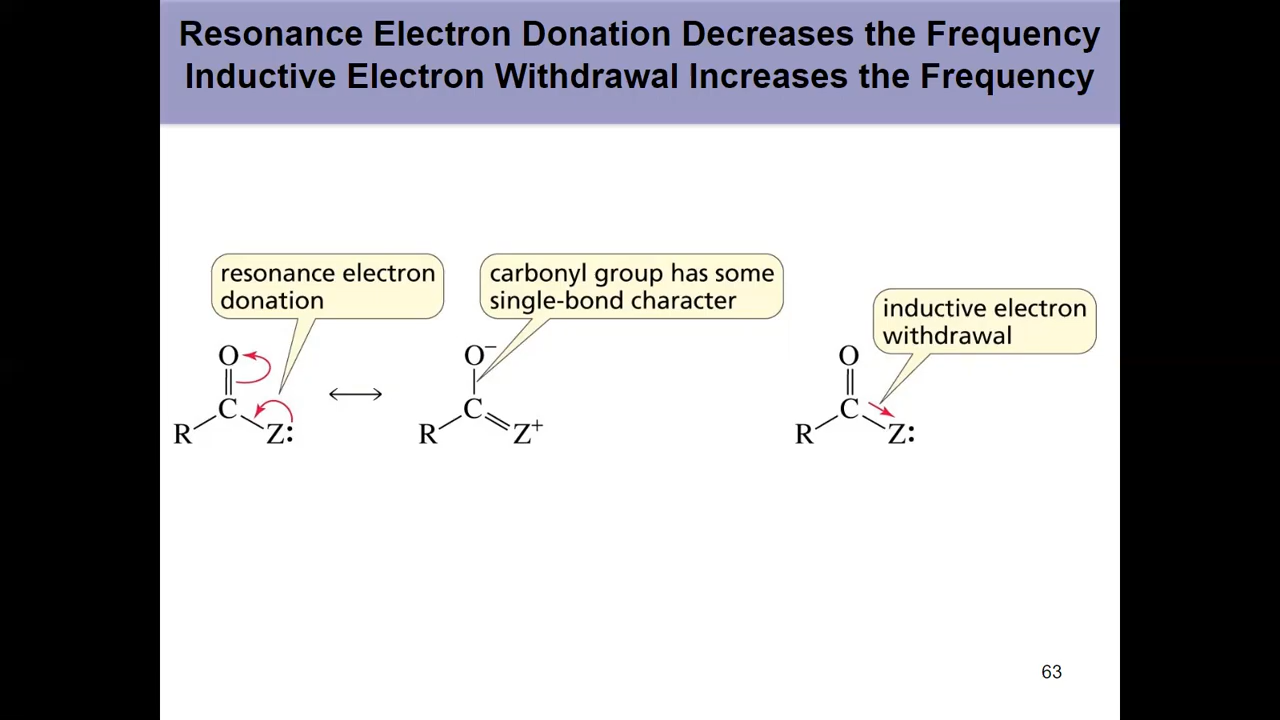 Resonance Electron Donation Decreases the Frequency
Inductive Electron Withdrawal Increases the Frequency
resonance electron
donation
carbonyl group has some
single-bond character
inductive electron
withdrawal
O
C
R
Z:
O⁻
C
R
Z⁺
O
C
R
Z:
63